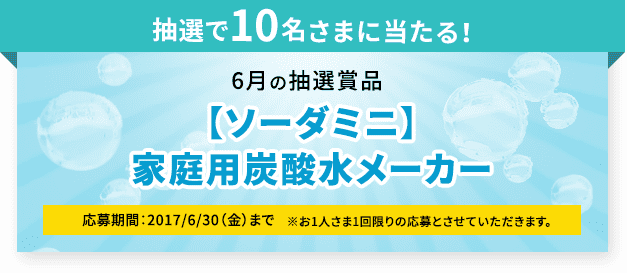 抽選で10名さまに当たる!
6月の抽選賞品
【ソーダミニ】
家庭用炭酸水メーカー
応募期間:2017/6/30(金)まで ※お1人さま1回限りの応募とさせていただきます。